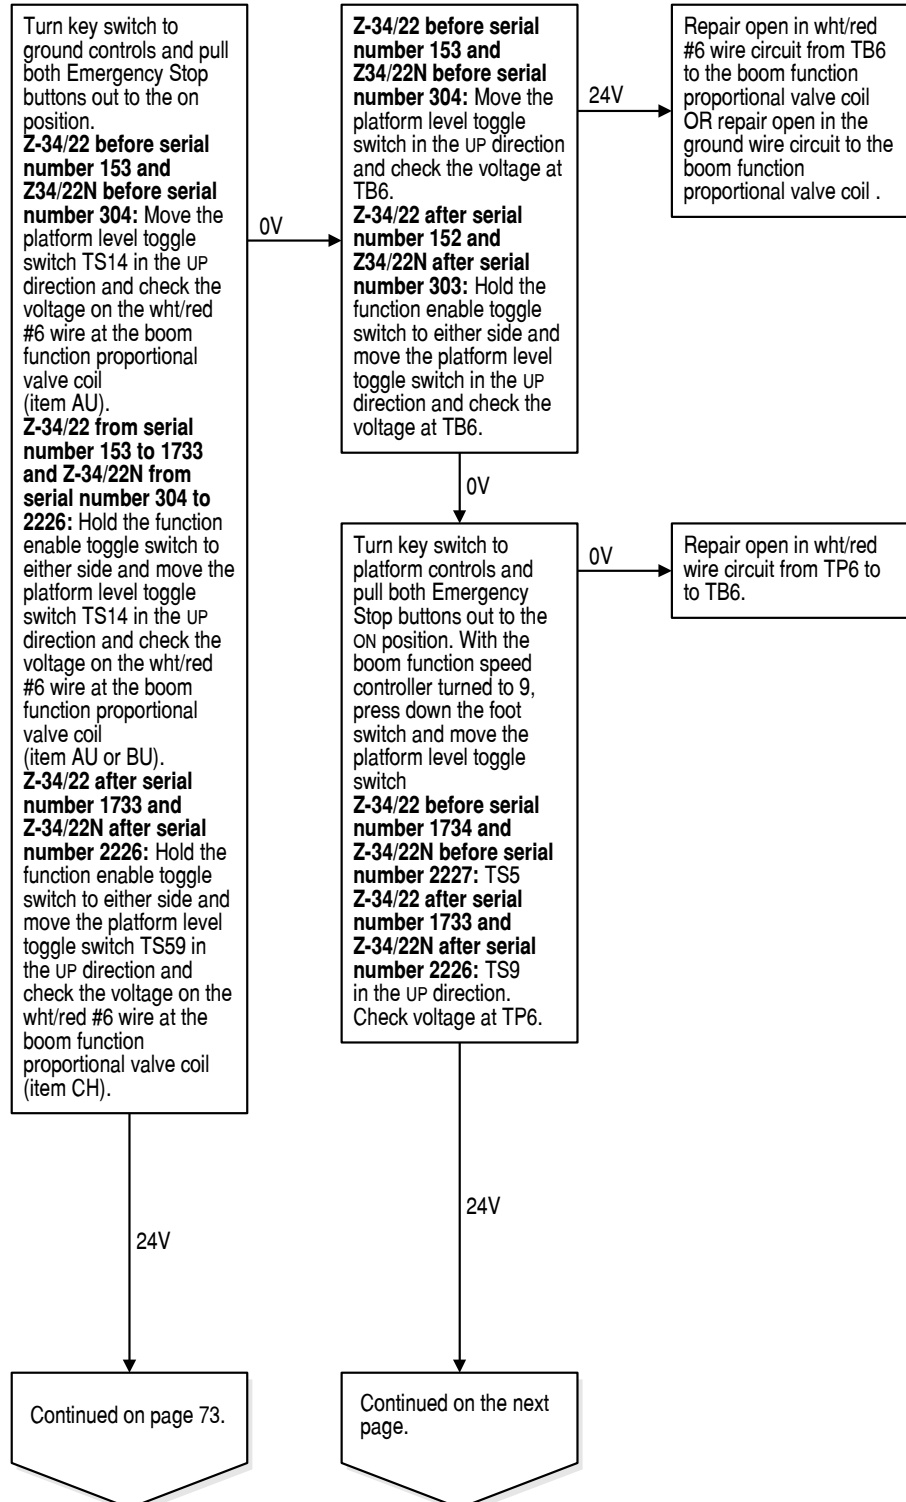 Turn key switch to
ground controls and pull
both Emergency Stop
buttons out to the on
position.
Z-34/22 before serial
number 153 and
Z34/22N before serial
number 304: Move the
platform level toggle
switch TS14 in the UP
direction and check the
voltage on the wht/red
#6 wire at the boom
function proportional
valve coil
(item AU).
Z-34/22 from serial
number 153 to 1733
and Z-34/22N from
serial number 304 to
2226: Hold the function
enable toggle switch to
either side and move the
platform level toggle
switch TS14 in the UP
direction and check the
voltage on the wht/red
#6 wire at the boom
function proportional
valve coil
(item AU or BU).
Z-34/22 after serial
number 1733 and
Z-34/22N after serial
number 2226: Hold the
function enable toggle
switch to either side and
move the platform level
toggle switch TS59 in
the UP direction and
check the voltage on the
wht/red #6 wire at the
boom function
proportional valve coil
(item CH).
0V
24V
Continued on page 73.
Z-34/22 before serial
number 153 and
Z34/22N before serial
number 304: Move the
platform level toggle
switch in the UP direction
and check the voltage at
TB6.
Z-34/22 after serial
number 152 and
Z34/22N after serial
number 303: Hold the
function enable toggle
switch to either side and
move the platform level
toggle switch in the UP
direction and check the
voltage at TB6.
24V
Repair open in wht/red
#6 wire circuit from TB6
to the boom function
proportional valve coil
OR repair open in the
ground wire circuit to the
boom function
proportional valve coil .
0V
Turn key switch to
platform controls and
pull both Emergency
Stop buttons out to the
ON position. With the
boom function speed
controller turned to 9,
press down the foot
switch and move the
platform level toggle
switch
Z-34/22 before serial
number 1734 and
Z-34/22N before serial
number 2227: TS5
Z-34/22 after serial
number 1733 and
Z-34/22N after serial
number 2226: TS9
in the UP direction.
Check voltage at TP6.
0V
Repair open in wht/red
wire circuit from TP6 to
to TB6.
24V
Continued on the next
page.